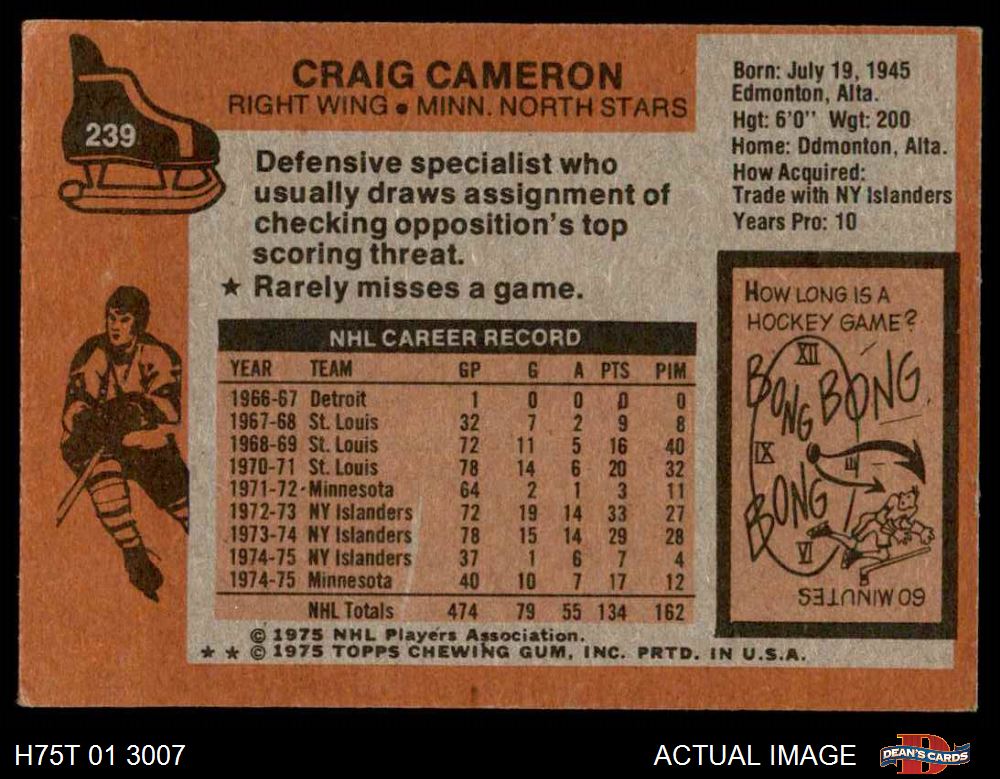 CRAIG CAMERON
RIGHT WING • MINN. NORTH STARS
239
Born: July 19, 1945
Edmonton, Alta.
Hgt: 6'0" Wgt: 200
Home: Ddmonton, Alta.
How Acquired:
Trade with NY Islanders
Years Pro: 10
Defensive specialist who
usually draws assignment of
checking opposition's top
scoring threat.
★ Rarely misses a game.
NHL CAREER RECORD
YEAR TEAM GP G A PTS PIM
1966-67 Detroit 1 0 0 0 0
1967-68 St. Louis 32 7 2 9 8
1968-69 St. Louis 72 11 5 16 40
1970-71 St. Louis 78 14 6 20 32
1971-72 Minnesota 64 2 1 3 11
1972-73 NY Islanders 72 19 14 33 27
1973-74 NY Islanders 78 15 14 29 28
1974-75 NY Islanders 37 1 6 7 4
1974-75 Minnesota 40 10 7 17 12
NHL Totals 474 79 55 134 162
© 1975 NHL Players Association.
★ ★ © 1975 TOPPS CHEWING GUM, INC. PRTD. IN U.S.A.
HOW LONG IS A
HOCKEY GAME?
XII
BONG BONG
IX
III
BONG
VI
60 MINUTES
H75T 01 3007
ACTUAL IMAGE
D
DEAN'S CARDS